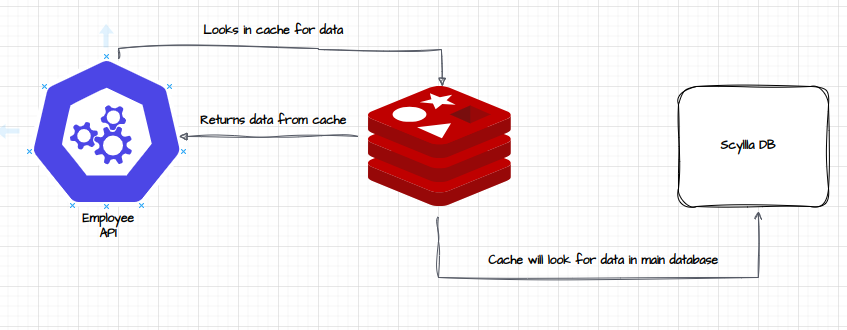 Looks in cache for data
Returns data from cache
Scyllla DB
Employee
API
Cache will look for data in main database